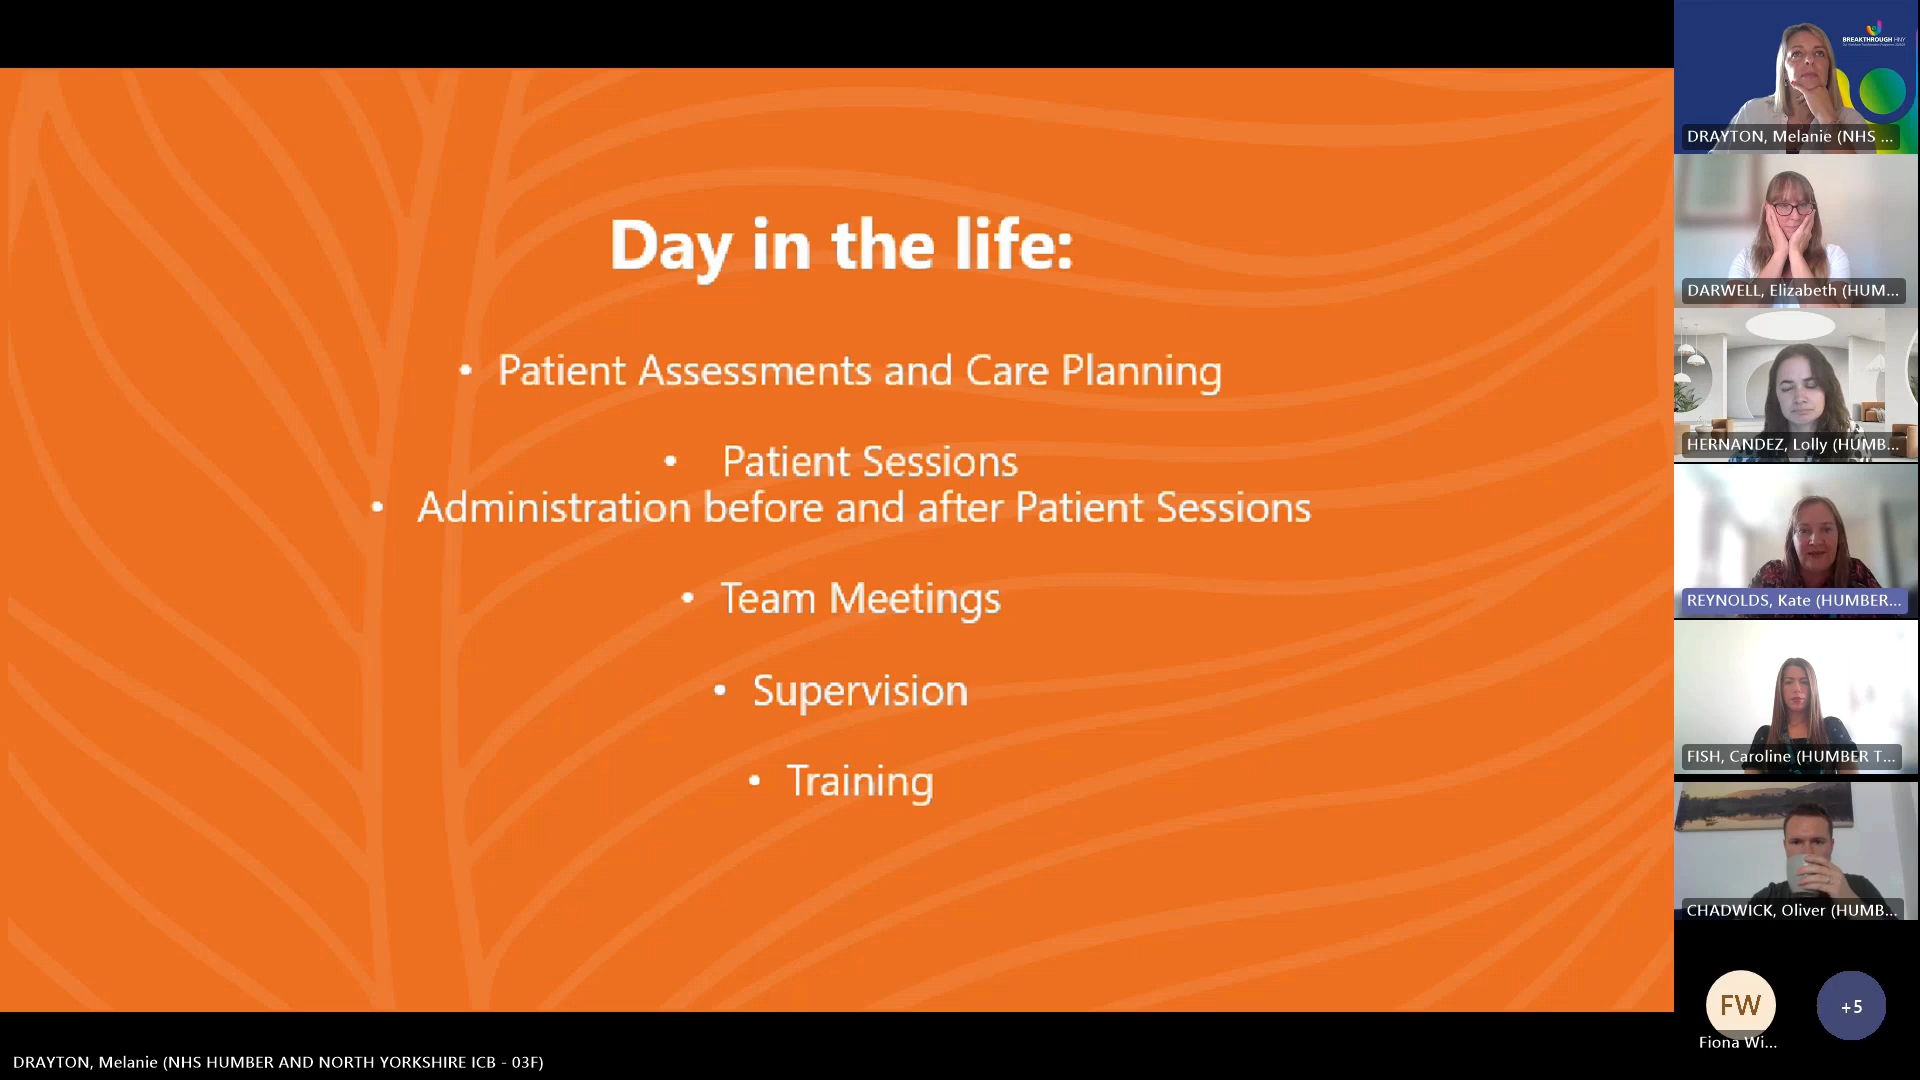 Day in the life:
• Patient Assessments and Care Planning
• Patient Sessions
• Administration before and after Patient Sessions
• Team Meetings
• Supervision
• Training
BREAKTHROUGH HNY
DRAYTON, Melanie (NHS ...
DARWELL, Elizabeth (HUM...
HERNANDEZ, Lolly (HUMB...
REYNOLDS, Kate (HUMBER...
FISH, Caroline (HUMBER T...
CHADWICK, Oliver (HUMB...
FW
+5
Fiona Wi...
DRAYTON, Melanie (NHS HUMBER AND NORTH YORKSHIRE ICB - 03F)